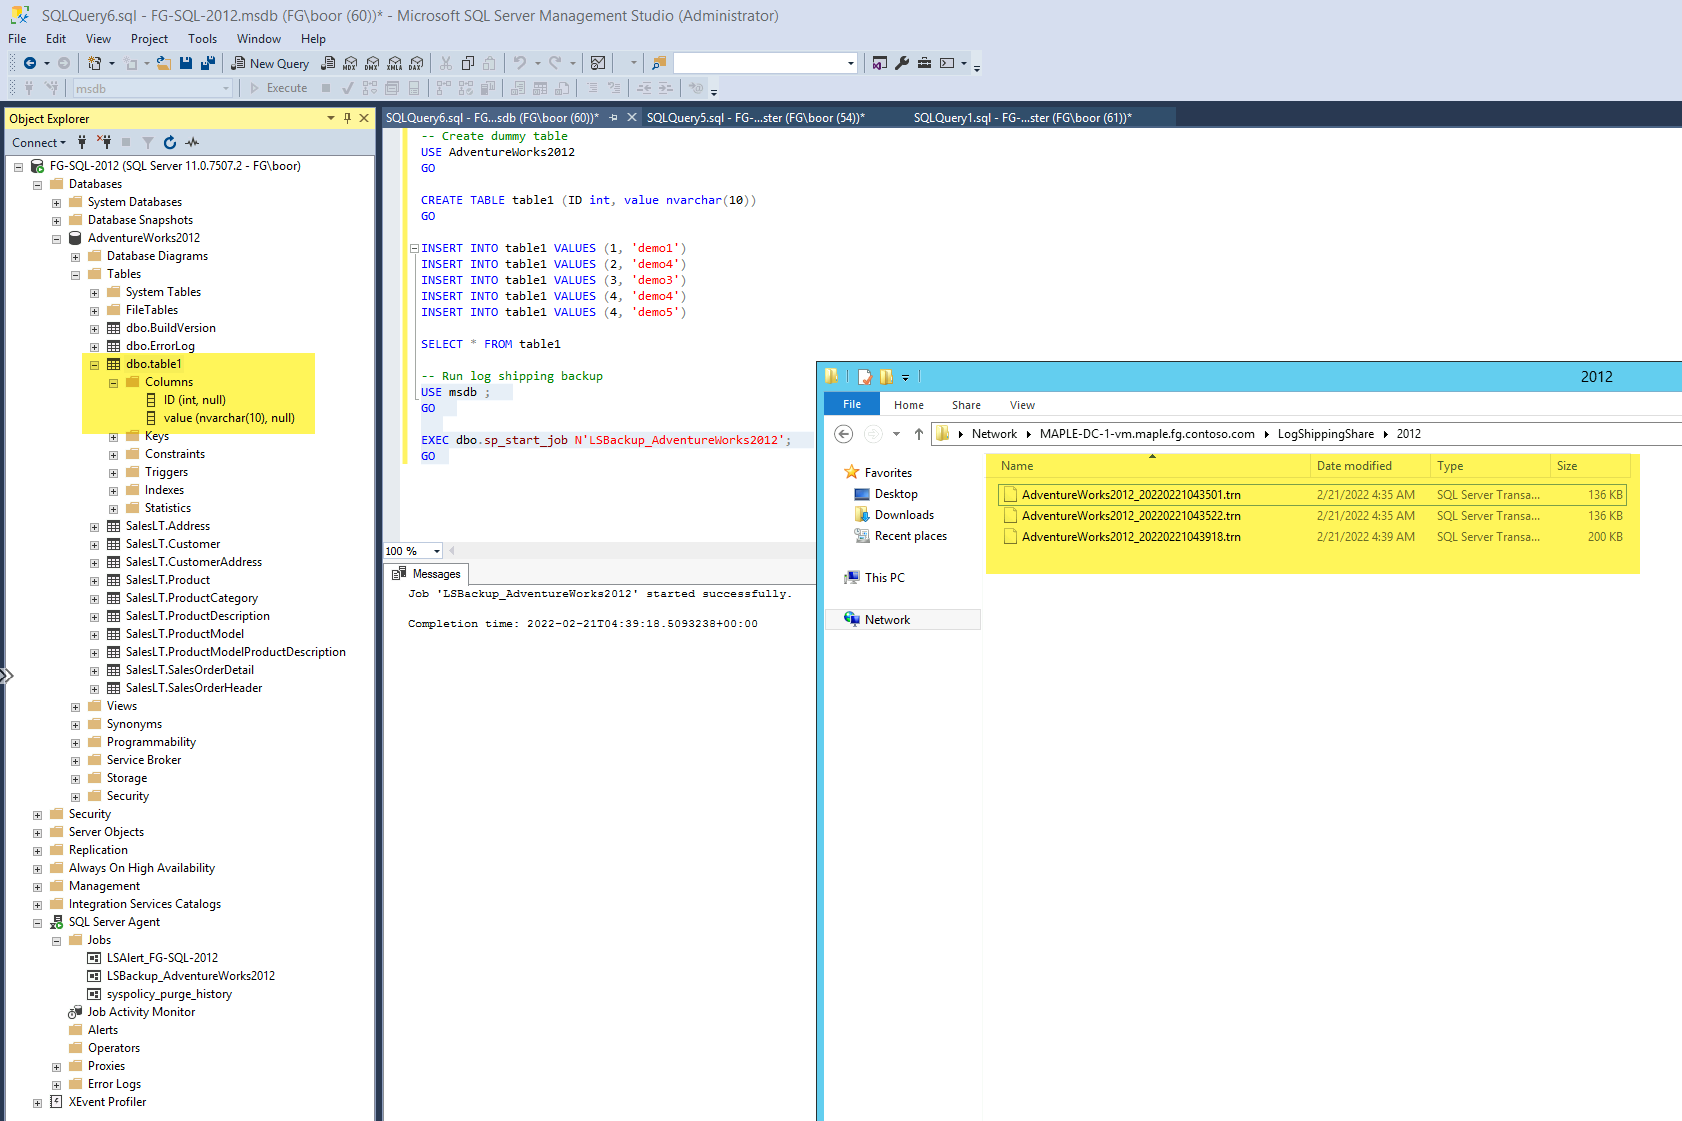 SQLQuery6.sql - FG-SQL-2012.msdb (FG\boor (60))* - Microsoft SQL Server Management Studio (Administrator)
File Edit View Project Tools Window Help
New Query MDX DMX XMLA DAX
msdb Execute
Object Explorer
Connect
FG-SQL-2012 (SQL Server 11.0.7507.2 - FG\boor)
Databases
System Databases
Database Snapshots
AdventureWorks2012
Database Diagrams
Tables
System Tables
FileTables
dbo.BuildVersion
dbo.ErrorLog
dbo.table1
Columns
ID (int, null)
value (nvarchar(10), null)
Keys
Constraints
Triggers
Indexes
Statistics
SalesLT.Address
SalesLT.Customer
SalesLT.CustomerAddress
SalesLT.Product
SalesLT.ProductCategory
SalesLT.ProductDescription
SalesLT.ProductModel
SalesLT.ProductModelProductDescription
SalesLT.SalesOrderDetail
SalesLT.SalesOrderHeader
Views
Synonyms
Programmability
Service Broker
Storage
Security
Security
Server Objects
Replication
Always On High Availability
Management
Integration Services Catalogs
SQL Server Agent
Jobs
LSAlert_FG-SQL-2012
LSBackup_AdventureWorks2012
syspolicy_purge_history
Job Activity Monitor
Alerts
Operators
Proxies
Error Logs
XEvent Profiler
SQLQuery6.sql - FG...sdb (FG\boor (60))* SQLQuery5.sql - FG-...ster (FG\boor (54))* SQLQuery1.sql - FG-...ster (FG\boor (61))*
-- Create dummy table
USE AdventureWorks2012
GO
CREATE TABLE table1 (ID int, value nvarchar(10))
GO
INSERT INTO table1 VALUES (1, 'demo1')
INSERT INTO table1 VALUES (2, 'demo4')
INSERT INTO table1 VALUES (3, 'demo3')
INSERT INTO table1 VALUES (4, 'demo4')
INSERT INTO table1 VALUES (4, 'demo5')
SELECT * FROM table1
-- Run log shipping backup
USE msdb ;
GO
EXEC dbo.sp_start_job N'LSBackup_AdventureWorks2012';
GO
100 %
Messages
Job 'LSBackup_AdventureWorks2012' started successfully.
Completion time: 2022-02-21T04:39:18.5093238+00:00
2012
File Home Share View
Network MAPLE-DC-1-vm.maple.fg.contoso.com LogShippingShare 2012
Favorites
Desktop
Downloads
Recent places
This PC
Network
Name Date modified Type Size
AdventureWorks2012_20220221043501.trn 2/21/2022 4:35 AM SQL Server Transa... 136 KB
AdventureWorks2012_20220221043522.trn 2/21/2022 4:35 AM SQL Server Transa... 136 KB
AdventureWorks2012_20220221043918.trn 2/21/2022 4:39 AM SQL Server Transa... 200 KB